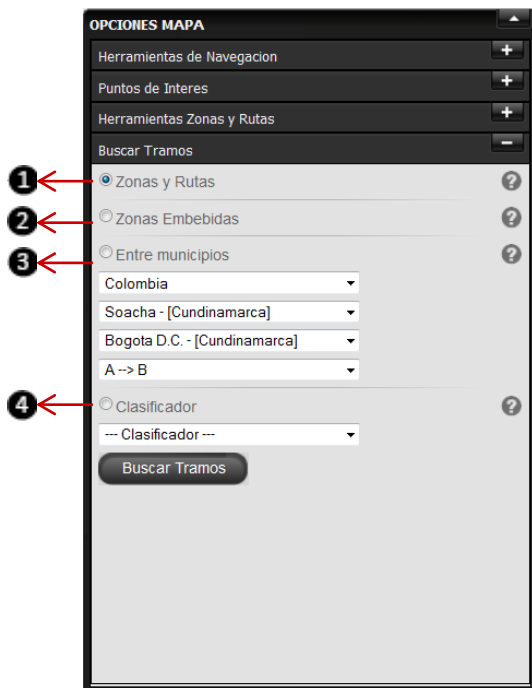 OPCIONES MAPA
Herramientas de Navegacion
Puntos de Interes
Herramientas Zonas y Rutas
Buscar Tramos
1 Zonas y Rutas ?
2 Zonas Embebidas ?
3 Entre municipios ?
Colombia
Soacha - [Cundinamarca]
Bogota D.C. - [Cundinamarca]
A --> B
4 Clasificador ?
--- Clasificador ---
Buscar Tramos